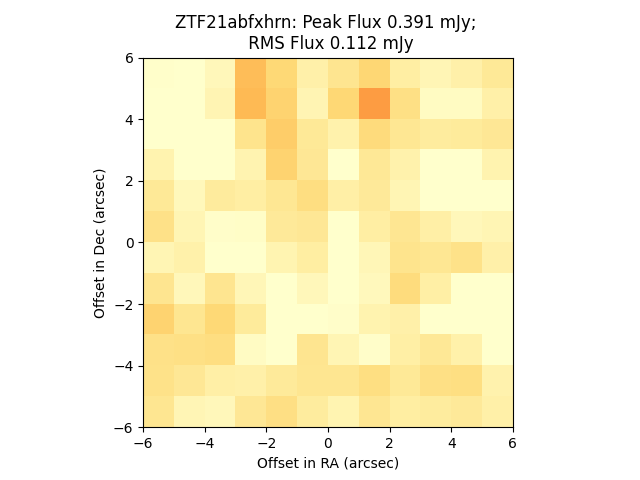 ZTF21abfxhrn: Peak Flux 0.391 mJy;
RMS Flux 0.112 mJy
6
4
2
0
−2
−4
−6
Offset in Dec (arcsec)
−6 −4 −2 0 2 4 6
Offset in RA (arcsec)